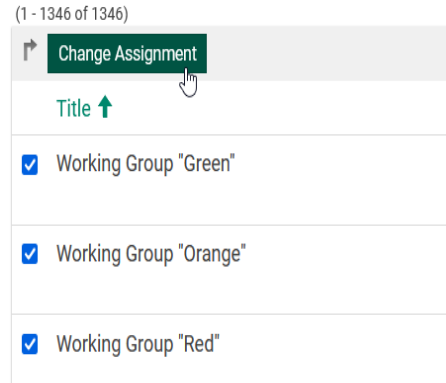 (1 - 1346 of 1346)
Change Assignment
Title
Working Group "Green"
Working Group "Orange"
Working Group "Red"